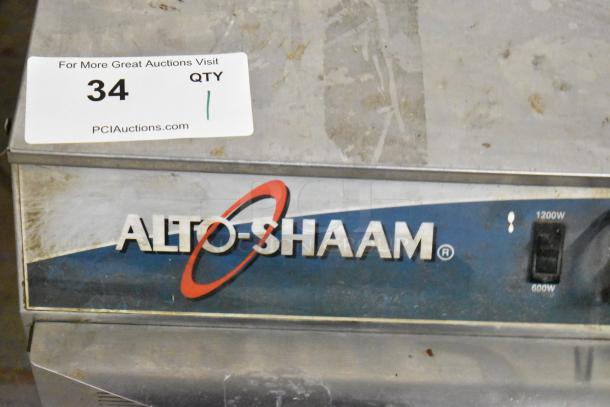 For More Great Auctions Visit
34
QTY
1
PCIAuctions.com
ALTO-SHAAM®
1200W
600W